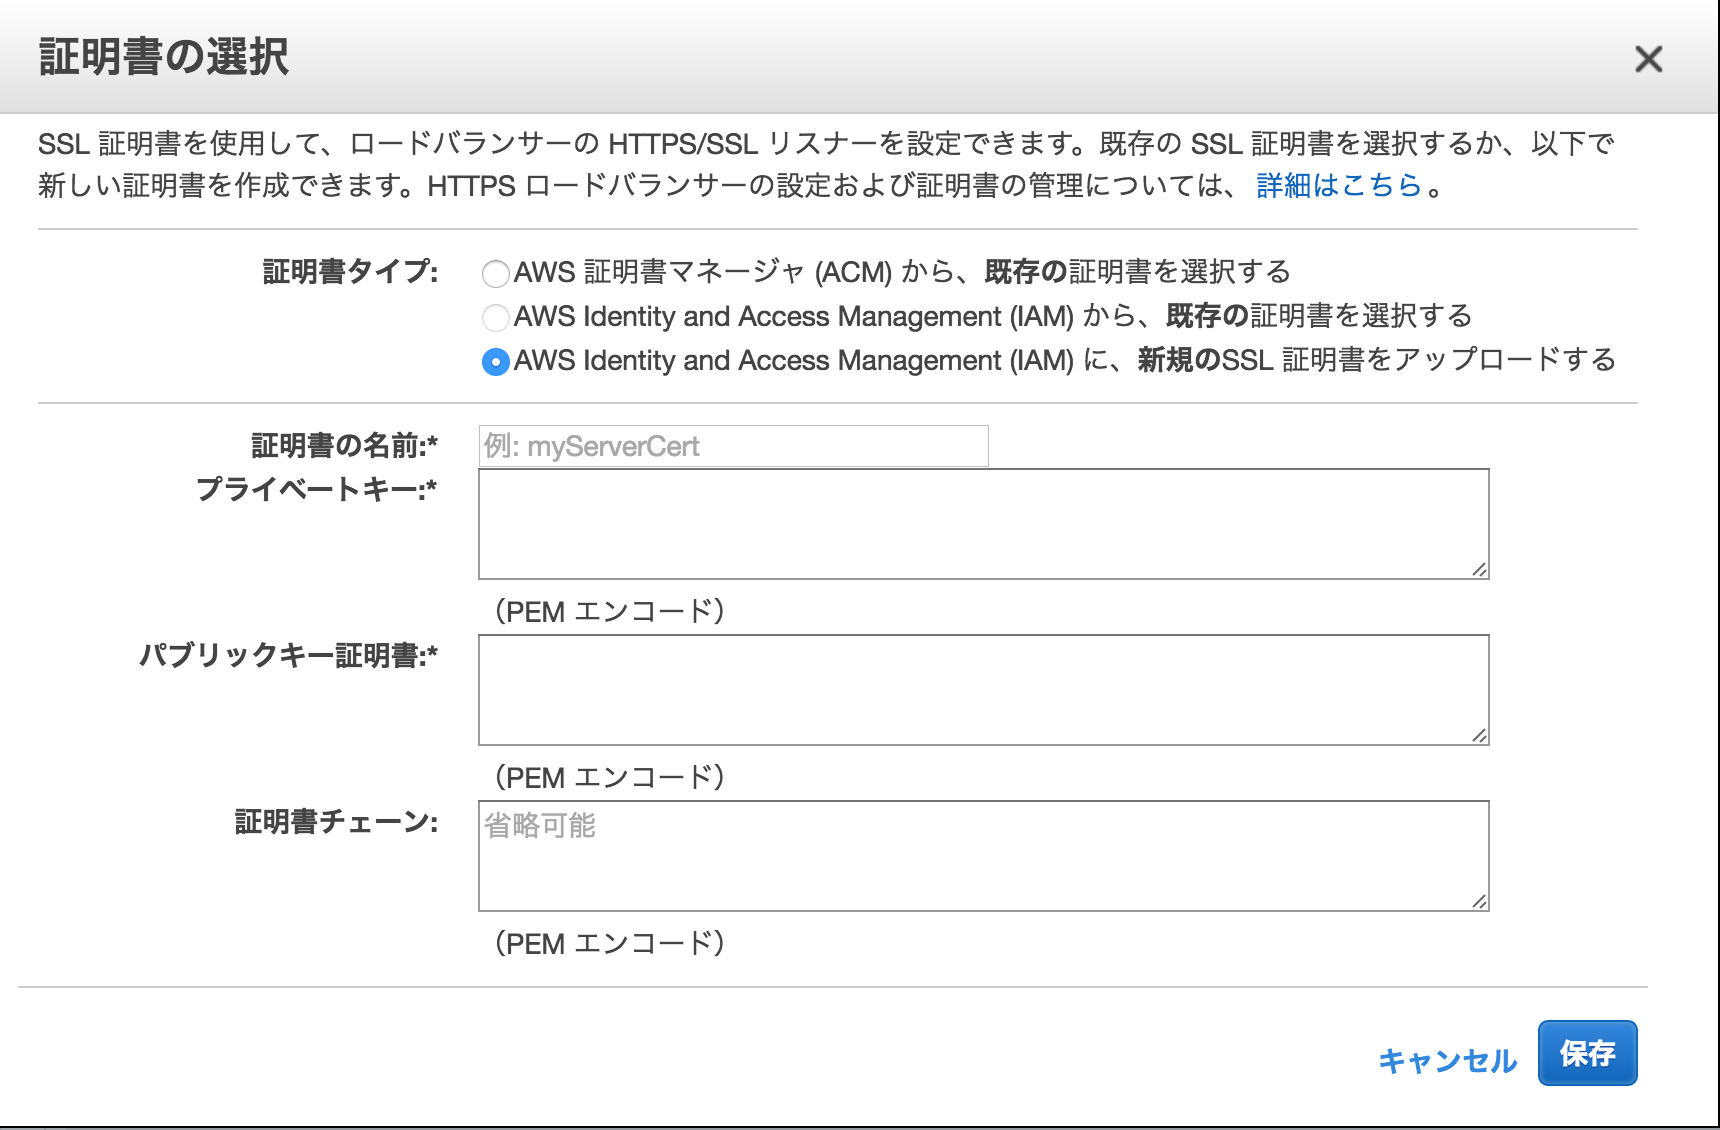 証明書の選択
SSL 証明書を使用して、ロードバランサーの HTTPS/SSL リスナーを設定できます。既存の SSL 証明書を選択するか、以下で
新しい証明書を作成できます。HTTPS ロードバランサーの設定および証明書の管理については、 詳細はこちら 。
証明書タイプ: AWS 証明書マネージャ (ACM) から、既存の証明書を選択する
AWS Identity and Access Management (IAM) から、既存の証明書を選択する
AWS Identity and Access Management (IAM) に、新規のSSL 証明書をアップロードする
証明書の名前:* 例: myServerCert
プライベートキー:*
（PEM エンコード）
パブリックキー証明書:*
（PEM エンコード）
証明書チェーン: 省略可能
（PEM エンコード）
キャンセル 保存